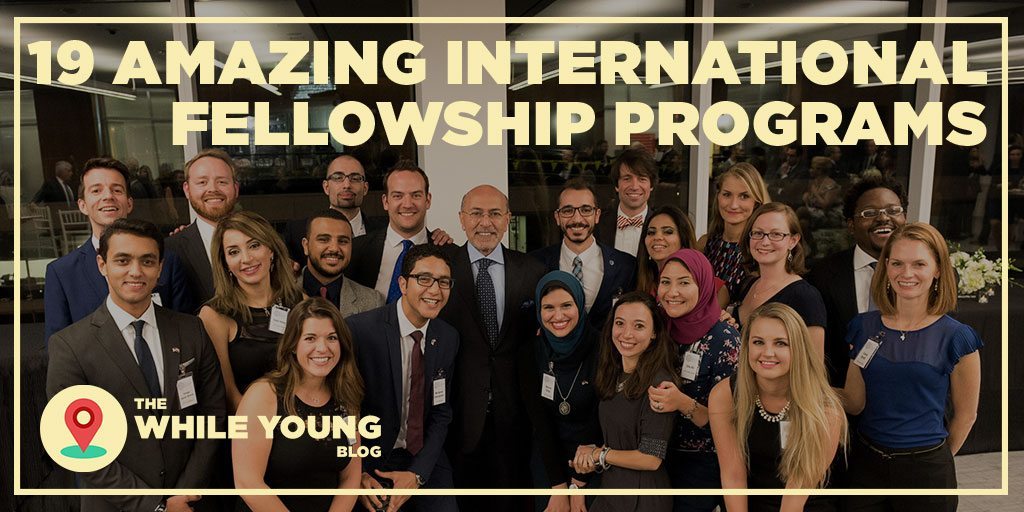 19 AMAZING INTERNATIONAL
FELLOWSHIP PROGRAMS
THE
WHILE YOUNG
BLOG